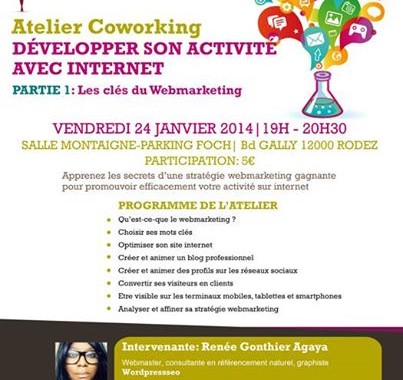 Atelier Coworking
DÉVELOPPER SON ACTIVITÉ
AVEC INTERNET
PARTIE 1: Les clés du Webmarketing
VENDREDI 24 JANVIER 2014|19H - 20H30
SALLE MONTAIGNE-PARKING FOCH| Bd GALLY 12000 RODEZ
PARTICIPATION: 5€
Apprenez les secrets d'une stratégie webmarketing gagnante
pour promouvoir efficacement votre activité sur internet
PROGRAMME DE L'ATELIER
Qu'est-ce-que le webmarketing ?
Choisir ses mots clés
Optimiser son site internet
Créer et animer un blog professionnel
Créer et animer des profils sur les réseaux sociaux
Convertir ses visiteurs en clients
Etre visible sur les terminaux mobiles, tablettes et smartphones
Analyser et affiner sa stratégie webmarketing
Intervenante: Renée Gonthier Agaya
Webmaster, consultante en référencement naturel, graphiste
Wordpressseo